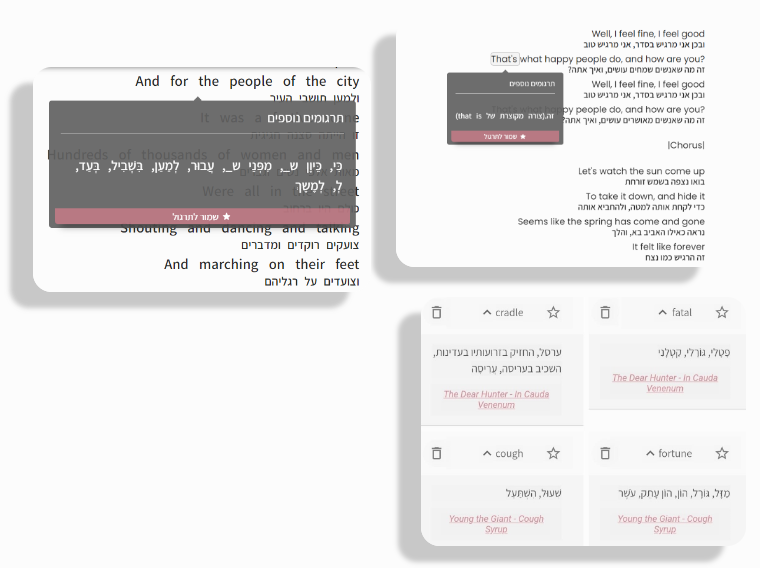 And for the people of the city
ולמען תושבי העיר
It was a
תרגומים נוספים
Hundreds of thousands of women and men
כִּי, כֵּיוָן שֶ_, מִפְּנֵי שֶ_, עֲבוּר, לְמַעַן, בִּשְׁבִיל, בְּעַד,
לְ, לְמֶשֶׁךְ
Were all in the street
שמור לתרגול
Shouting and dancing and talking
צועקים רוקדים ומדברים
And marching on their feet
וצועדים על רגליהם
Well, I feel fine, I feel good
ובכן אני מרגיש בסדר, אני מרגיש טוב
That's what happy people do, and how are you?
זה מה שאנשים שמחים עושים, ואיך אתה?
Well, I feel fine, I feel good
ובכן אני מרגיש בסדר, אני מרגיש טוב
That's what happy people do, and how are you?
זה מה שאנשים מאושרים עושים, ואיך אתה?
תרגומים נוספים
זה.(צורה מקוצרת של that is)
שמור לתרגול
|Chorus|
Let's watch the sun come up
בואו נצפה בשמש זורחת
To take it down, and hide it
כדי לקחת אותה למטה, ולהחביא אותה
Seems like the spring has come and gone
נראה כאילו האביב בא, והלך
It felt like forever
זה הרגיש כמו נצח
cradle
ערסל, החזיק בזרועותיו בעדינות,
השכיב בעריסה, עֲרִיסָה
The Dear Hunter - In Cauda
Venenum
fatal
פָטָלִי, גּוֹרָלִי, קַטְלָנִי
The Dear Hunter - In Cauda
Venenum
cough
שִׁעוּל, הִשְׁתַּעֵל
Young the Giant - Cough
Syrup
fortune
מַזָּל, גּוֹרָל, הוֹן, הוֹן עָתֵק, עֹשֶׁר
Young the Giant - Cough
Syrup